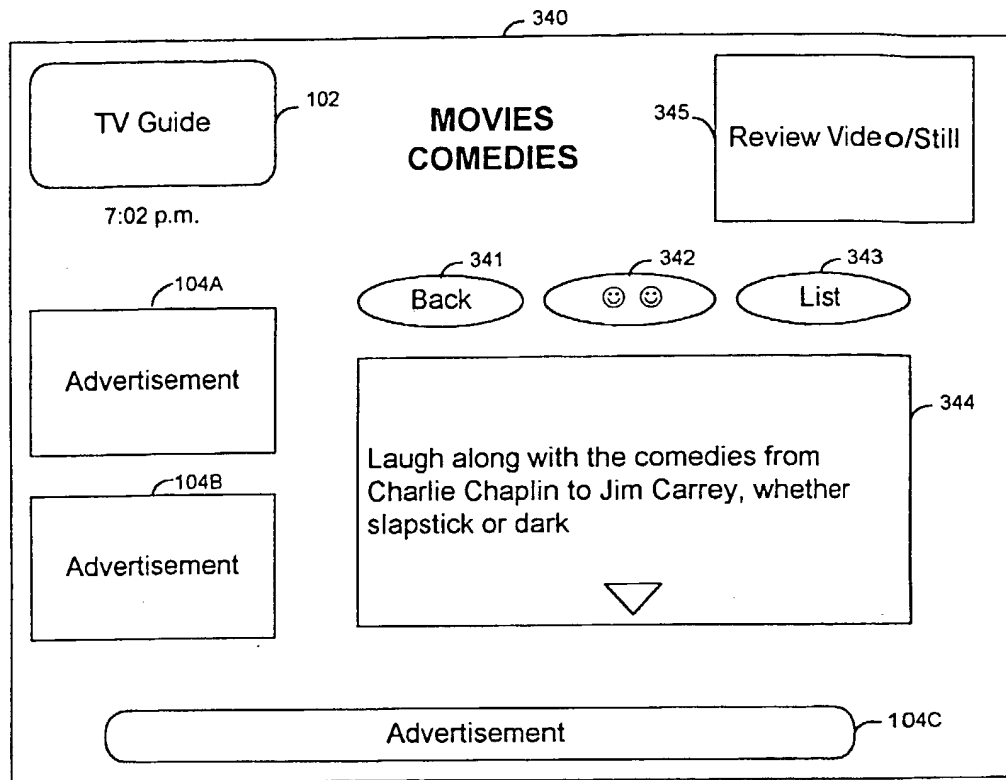 340
TV Guide
102
MOVIES
COMEDIES
345
Review Video/Still
7:02 p.m.
341
342
343
Back
☺ ☺
List
104A
Advertisement
344
Laugh along with the comedies from
Charlie Chaplin to Jim Carrey, whether
slapstick or dark
104B
Advertisement
Advertisement
104C